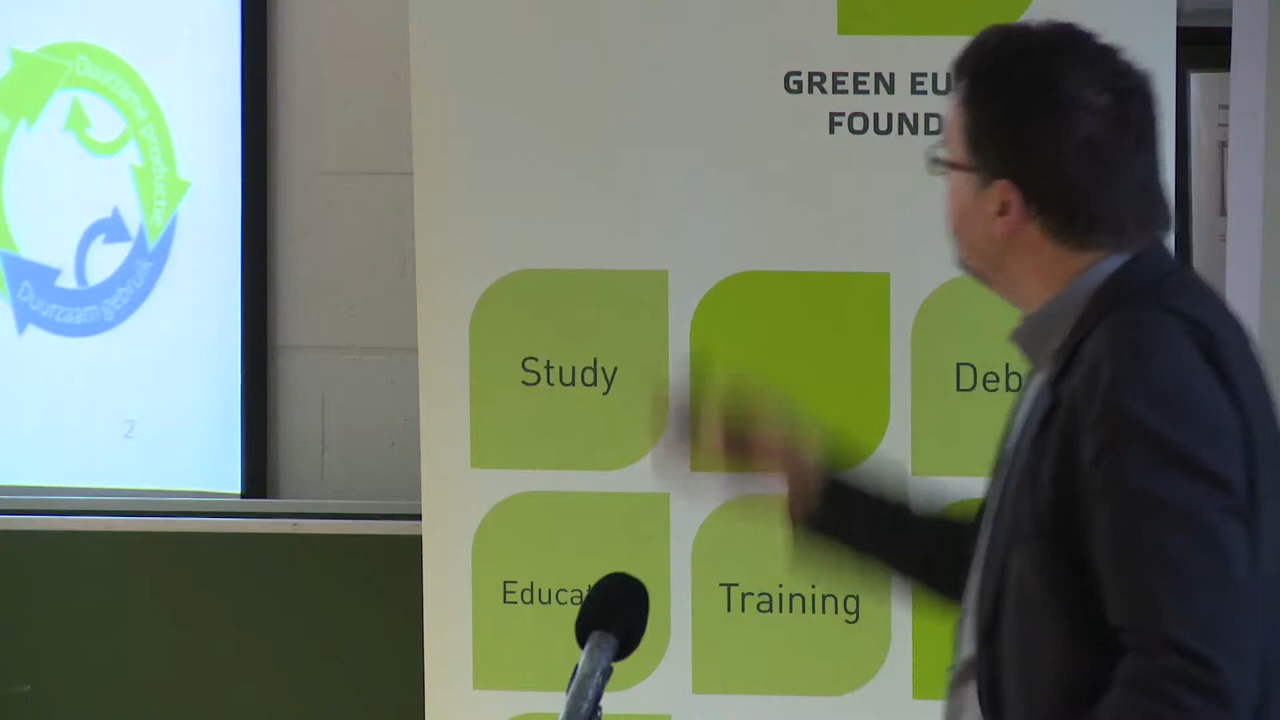 Duurzame productie
Duurzaam gebruik
2
GREEN EU
FOUND
Study
Deb
Educa
Training